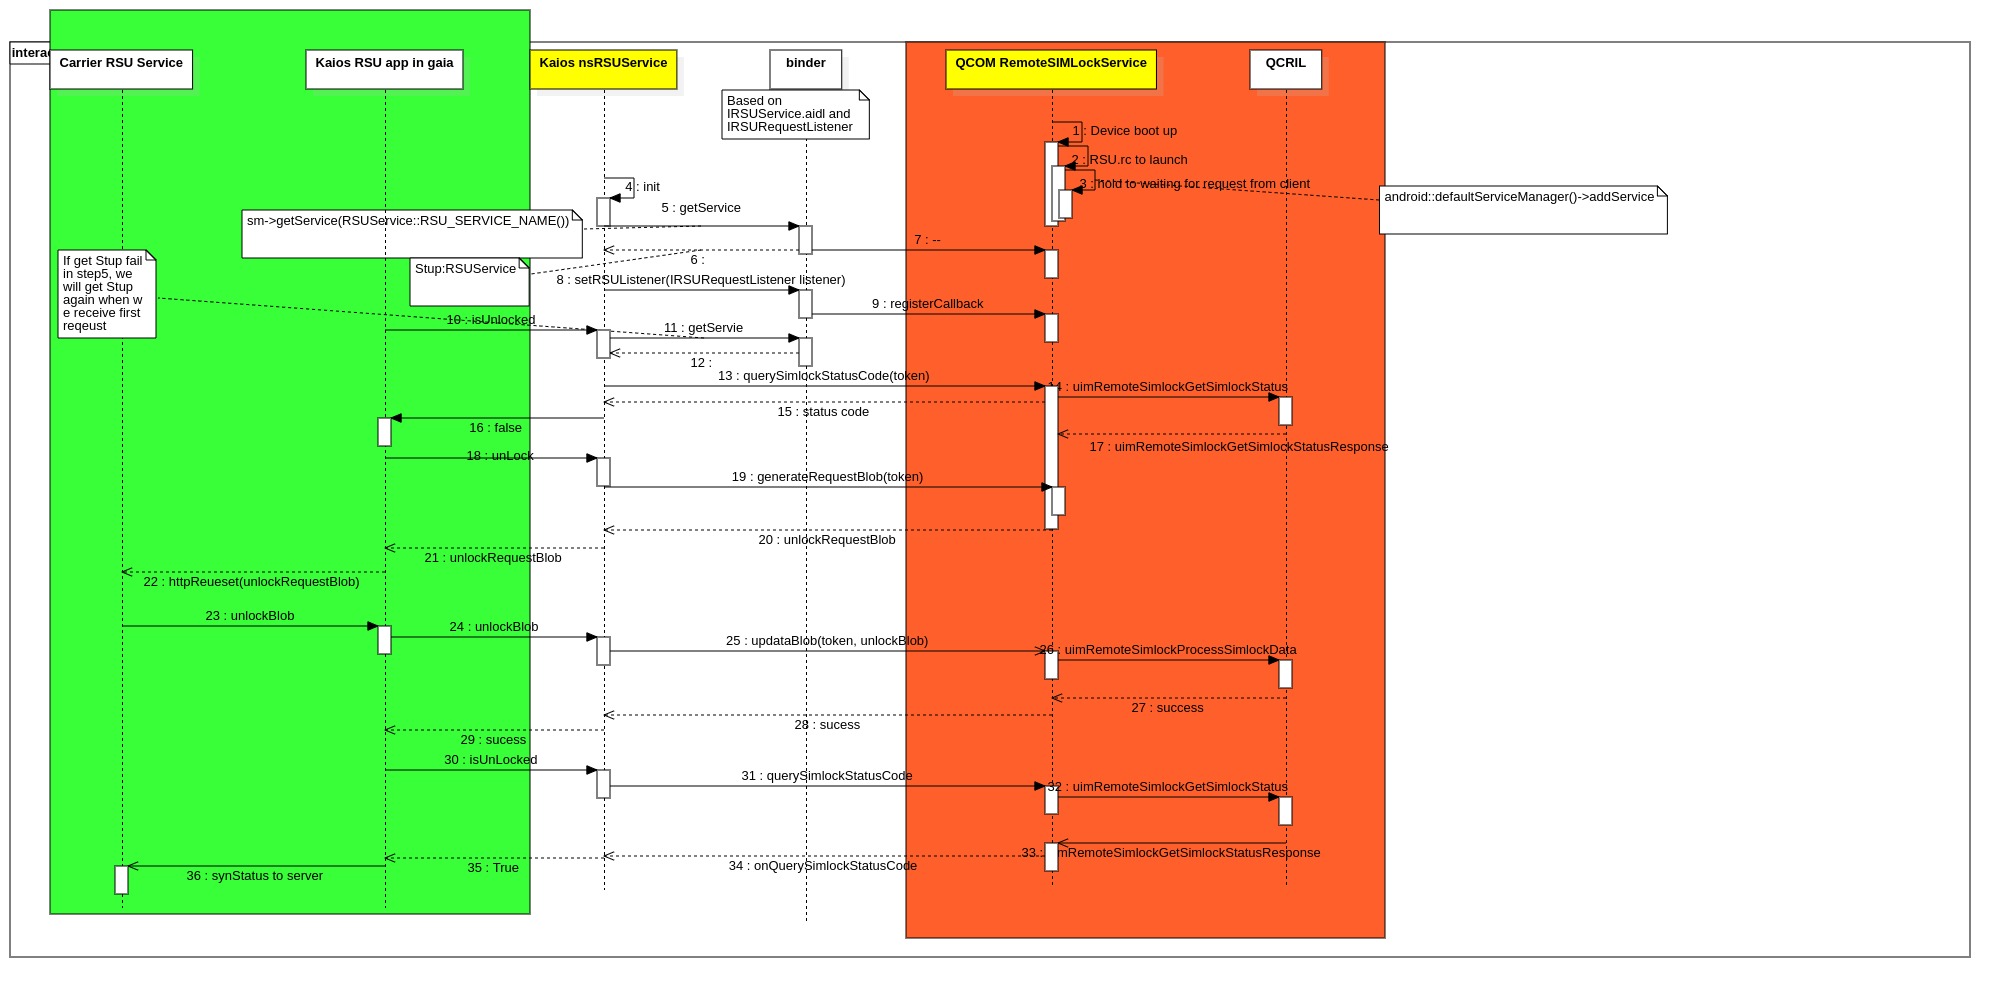 interac
Carrier RSU Service
Kaios RSU app in gaia
Kaios nsRSUService
binder
QCOM RemoteSIMLockService
QCRIL
Based on
IRSUService.aidl and
IRSURequestListener
1 : Device boot up
2 : RSU.rc to launch
3 : hold to waiting for request from client
android::defaultServiceManager()->addService
4 : init
5 : getService
sm->getService(RSUService::RSU_SERVICE_NAME())
6 :
7 : --
Stup:RSUService
If get Stup fail
in step5, we
will get Stup
again when w
e receive first
reqeust
8 : setRSUListener(IRSURequestListener listener)
9 : registerCallback
10 : isUnlocked
11 : getServie
12 :
13 : querySimlockStatusCode(token)
14 : uimRemoteSimlockGetSimlockStatus
15 : status code
16 : false
17 : uimRemoteSimlockGetSimlockStatusResponse
18 : unLock
19 : generateRequestBlob(token)
20 : unlockRequestBlob
21 : unlockRequestBlob
22 : httpReueset(unlockRequestBlob)
23 : unlockBlob
24 : unlockBlob
25 : updataBlob(token, unlockBlob)
26 : uimRemoteSimlockProcessSimlockData
27 : success
28 : sucess
29 : sucess
30 : isUnLocked
31 : querySimlockStatusCode
32 : uimRemoteSimlockGetSimlockStatus
33 : uimRemoteSimlockGetSimlockStatusResponse
34 : onQuerySimlockStatusCode
35 : True
36 : synStatus to server